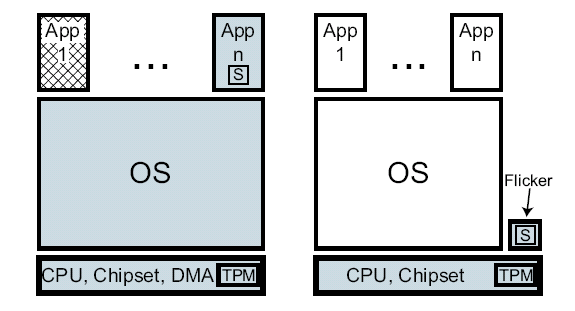 App
1
...
App
n
S
OS
CPU, Chipset, DMA
TPM
App
1
...
App
n
OS
Flicker
S
CPU, Chipset
TPM